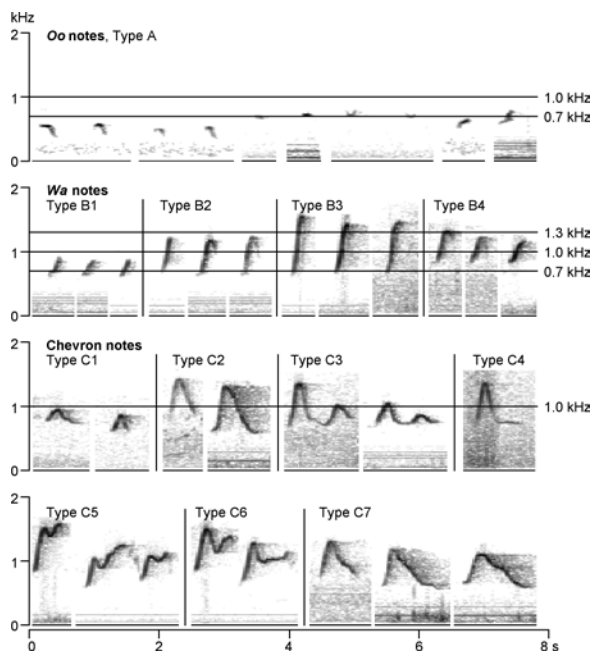 kHz
2
Oo notes, Type A
1
1.0 kHz
0.7 kHz
0
2
Wa notes
Type B1 Type B2 Type B3 Type B4
1.3 kHz
1
1.0 kHz
0.7 kHz
0
2
Chevron notes
Type C1 Type C2 Type C3 Type C4
1
1.0 kHz
0
2
Type C5 Type C6 Type C7
1
0
0 2 4 6 8 s